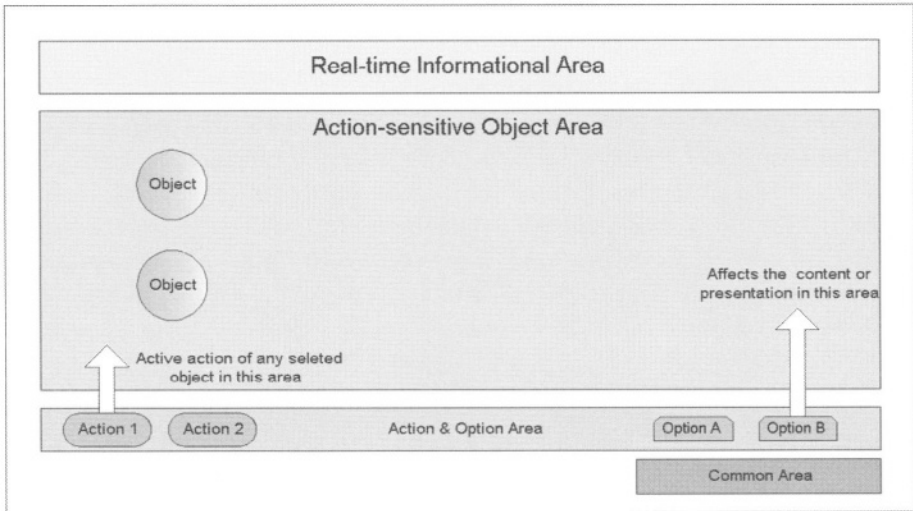 Real-time Informational Area
Action-sensitive Object Area
Object
Object
Affects the content or
presentation in this area
Active action of any seleted
object in this area
Action 1
Action 2
Action & Option Area
Option A
Option B
Common Area